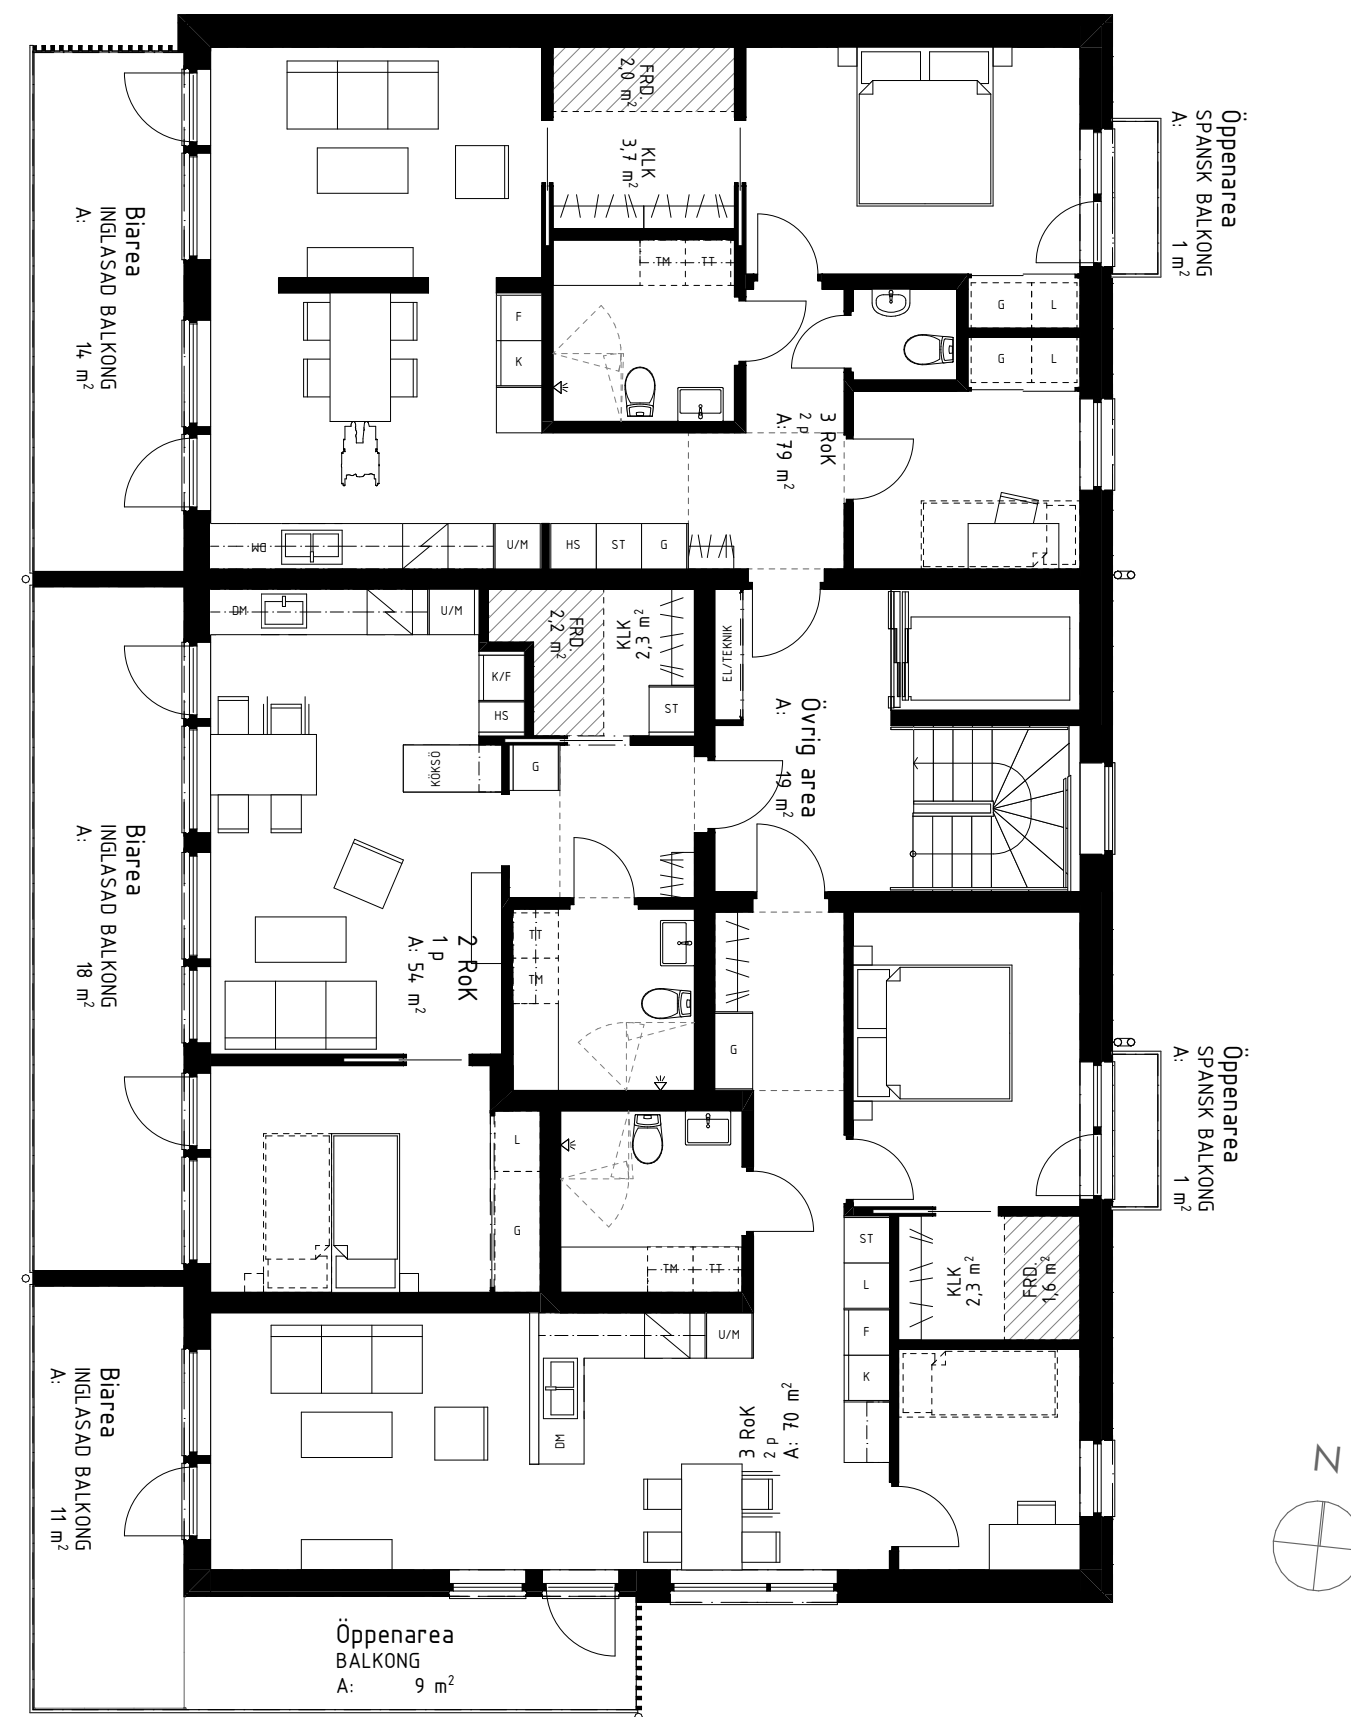 FRD.
2,0 m²
KLK
3,7 m²
Öppenarea
SPANSK BALKONG
A: 1 m²
Biarea
INGLASAD BALKONG
A: 14 m²
TM
TT
F
K
G
L
G
L
3 RoK
2 p
A: 79 m²
DM
U/M
HS
ST
G
DM
U/M
FRD.
2,2 m²
KLK
2,3 m²
EL/TEKNIK
K/F
HS
ST
Övrig area
A: 19 m²
KÖKSÖ
G
Biarea
INGLASAD BALKONG
A: 18 m²
2 RoK
1 p
A: 54 m²
TT
TM
G
Öppenarea
SPANSK BALKONG
A: 1 m²
L
G
TM
TT
ST
L
F
K
KLK
2,3 m²
FRD.
1,6 m²
U/M
DM
3 RoK
2 p
A: 70 m²
Biarea
INGLASAD BALKONG
A: 11 m²
N
Öppenarea
BALKONG
A: 9 m²